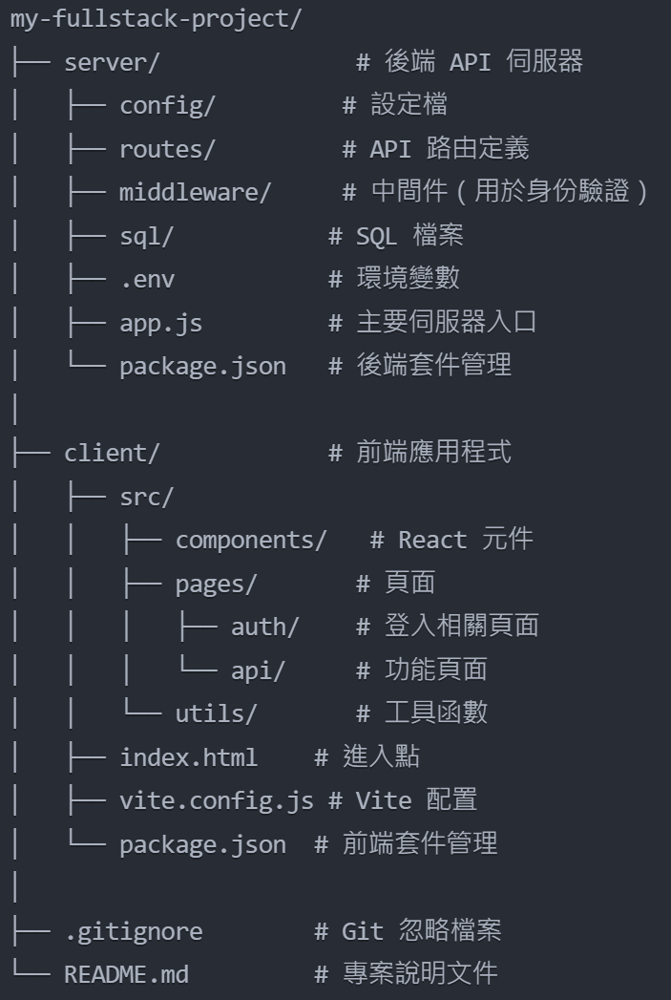 my-fullstack-project/
├── server/              # 後端 API 伺服器
│   ├── config/         # 設定檔
│   ├── routes/         # API 路由定義
│   ├── middleware/     # 中間件(用於身份驗證)
│   ├── sql/           # SQL 檔案
│   ├── .env           # 環境變數
│   ├── app.js         # 主要伺服器入口
│   └── package.json   # 後端套件管理
│
├── client/            # 前端應用程式
│   ├── src/
│   │   ├── components/   # React 元件
│   │   ├── pages/       # 頁面
│   │   │   ├── auth/    # 登入相關頁面
│   │   │   └── api/     # 功能頁面
│   │   └── utils/       # 工具函數
│   ├── index.html    # 進入點
│   ├── vite.config.js # Vite 配置
│   └── package.json  # 前端套件管理
│
├── .gitignore        # Git 忽略檔案
└── README.md         # 專案說明文件